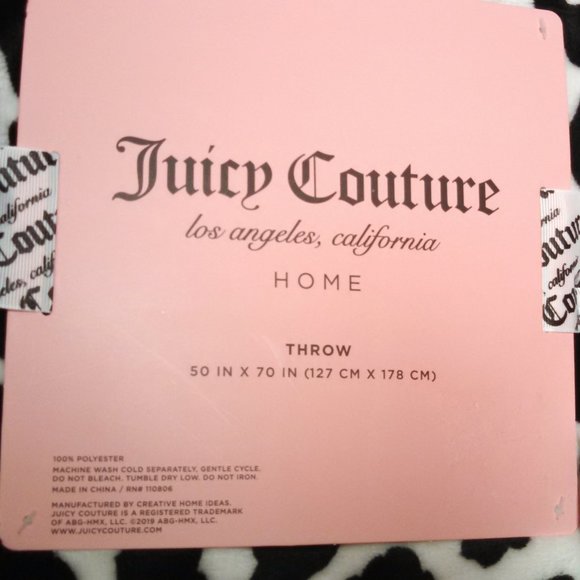 Juicy Couture
los angeles, california
HOME
THROW
50 IN X 70 IN (127 CM X 178 CM)
100% POLYESTER
MACHINE WASH COLD SEPARATELY, GENTLE CYCLE.
DO NOT BLEACH. TUMBLE DRY LOW. DO NOT IRON.
MADE IN CHINA / RN# 110806
MANUFACTURED BY CREATIVE HOME IDEAS.
JUICY COUTURE IS A REGISTERED TRADEMARK
OF ABG-HMX, LLC. ©2019 ABG-HMX, LLC.
WWW.JUICYCOUTURE.COM